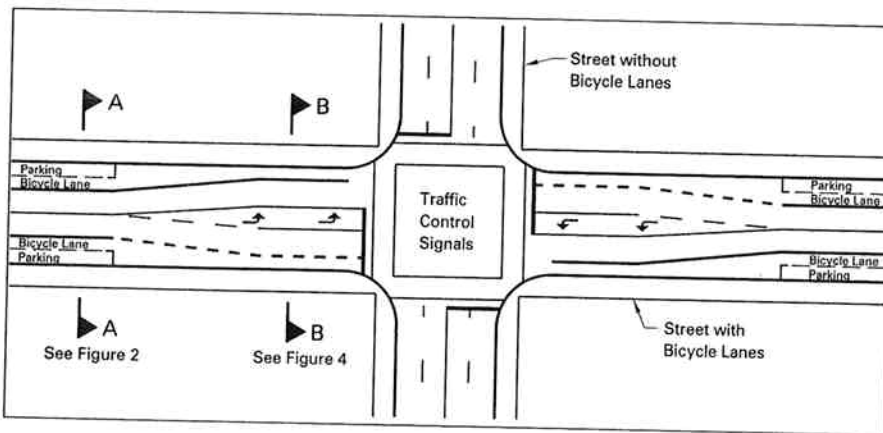 Street without
Bicycle Lanes
A
B
Parking
Bicycle Lane
Parking
Bicycle Lane
Traffic
Control
Signals
Bicycle Lane
Parking
Bicycle Lane
Parking
A
See Figure 2
B
See Figure 4
Street with
Bicycle Lanes